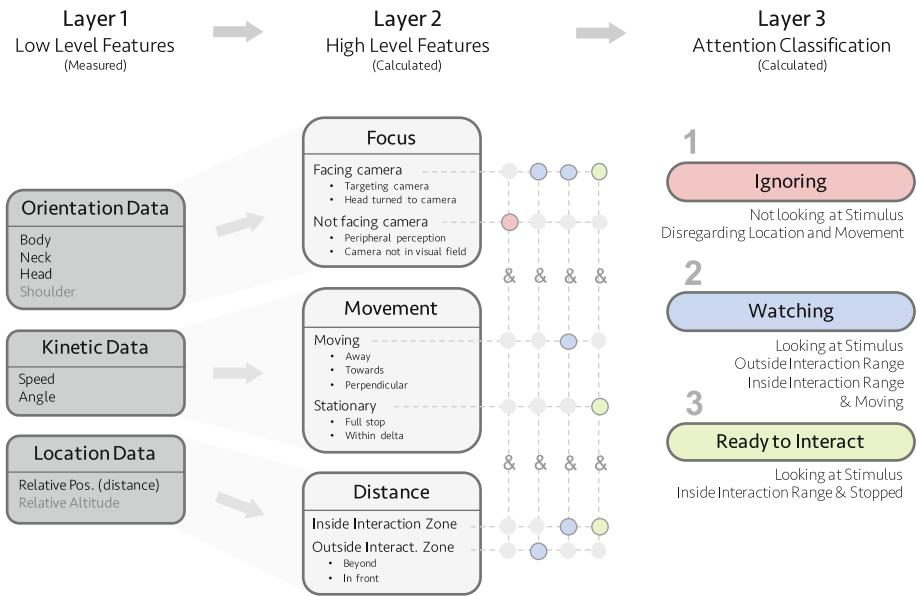 Layer 1
Low Level Features
(Measured)
Layer 2
High Level Features
(Calculated)
Layer 3
Attention Classification
(Calculated)
Orientation Data
Body
Neck
Head
Shoulder
Kinetic Data
Speed
Angle
Location Data
Relative Pos. (distance)
Relative Altitude
Focus
Facing camera
• Targeting camera
• Head turned to camera
Not facing camera
• Peripheral perception
• Camera not in visual field
& & & &
Movement
Moving
• Away
• Towards
• Perpendicular
Stationary
• Full stop
• Within delta
& & & &
Distance
Inside Interaction Zone
Outside Interact. Zone
• Beyond
• In front
1
Ignoring
Not looking at Stimulus
Disregarding Location and Movement
2
Watching
Looking at Stimulus
Outside Interaction Range
Inside Interaction Range
& Moving
3
Ready to Interact
Looking at Stimulus
Inside Interaction Range & Stopped